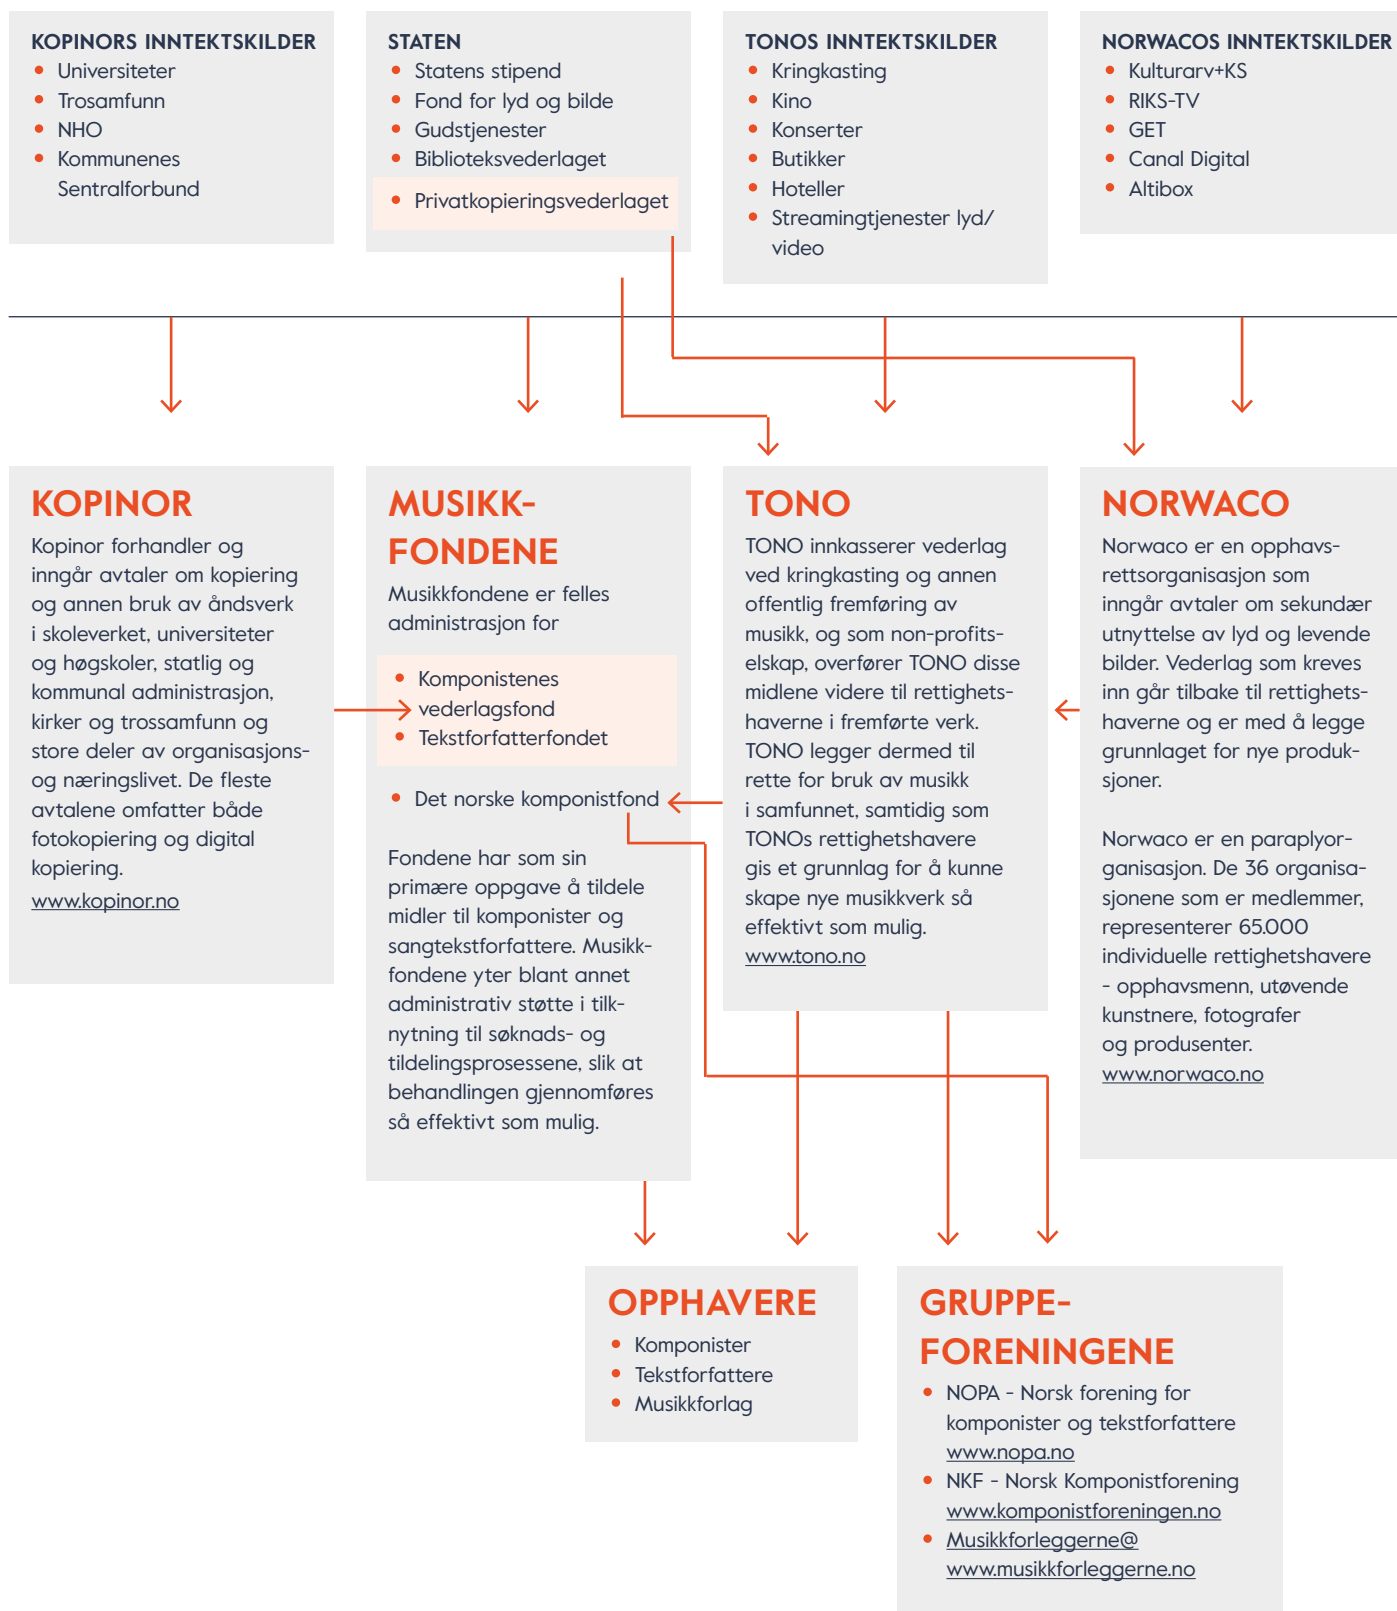 KOPINORS INNTEKTSKILDER
Universiteter
Trosamfunn
NHO
Kommunenes
Sentralforbund
STATEN
Statens stipend
Fond for lyd og bilde
Gudstjenester
Biblioteksvederlaget
Privatkopieringsvederlaget
TONOS INNTEKTSKILDER
Kringkasting
Kino
Konserter
Butikker
Hoteller
Streamingtjenester lyd/
video
NORWACOS INNTEKTSKILDER
Kulturarv+KS
RIKS-TV
GET
Canal Digital
Altibox
KOPINOR
Kopinor forhandler og
inngår avtaler om kopiering
og annen bruk av åndsverk
i skoleverket, universiteter
og høgskoler, statlig og
kommunal administrasjon,
kirker og trossamfunn og
store deler av organisasjons-
og næringslivet. De fleste
avtalene omfatter både
fotokopiering og digital
kopiering.
www.kopinor.no
MUSIKK-
FONDENE
Musikkfondene er felles
administrasjon for
Komponistenes
vederlagsfond
Tekstforfatterfondet
Det norske komponistfond
Fondene har som sin
primære oppgave å tildele
midler til komponister og
sangtekstforfattere. Musikk-
fondene yter blant annet
administrativ støtte i tilk-
nytning til søknads- og
tildelingsprosessene, slik at
behandlingen gjennomføres
så effektivt som mulig.
TONO
TONO innkasserer vederlag
ved kringkasting og annen
offentlig fremføring av
musikk, og som non-profits-
elskap, overfører TONO disse
midlene videre til rettighets-
haverne i fremførte verk.
TONO legger dermed til
rette for bruk av musikk
i samfunnet, samtidig som
TONOs rettighetshavere
gis et grunnlag for å kunne
skape nye musikkverk så
effektivt som mulig.
www.tono.no
NORWACO
Norwaco er en opphavs-
rettsorganisasjon som
inngår avtaler om sekundær
utnyttelse av lyd og levende
bilder. Vederlag som kreves
inn går tilbake til rettighets-
haverne og er med å legge
grunnlaget for nye produk-
sjoner.
Norwaco er en paraplyor-
ganisasjon. De 36 organisa-
sjonene som er medlemmer,
representerer 65.000
individuelle rettighetshavere
- opphavsmenn, utøvende
kunstnere, fotografer
og produsenter.
www.norwaco.no
OPPHAVERE
Komponister
Tekstforfattere
Musikkforlag
GRUPPE-
FORENINGENE
NOPA - Norsk forening for
komponister og tekstforfattere
www.nopa.no
NKF - Norsk Komponistforening
www.komponistforeningen.no
Musikkforleggerne@
www.musikkforleggerne.no